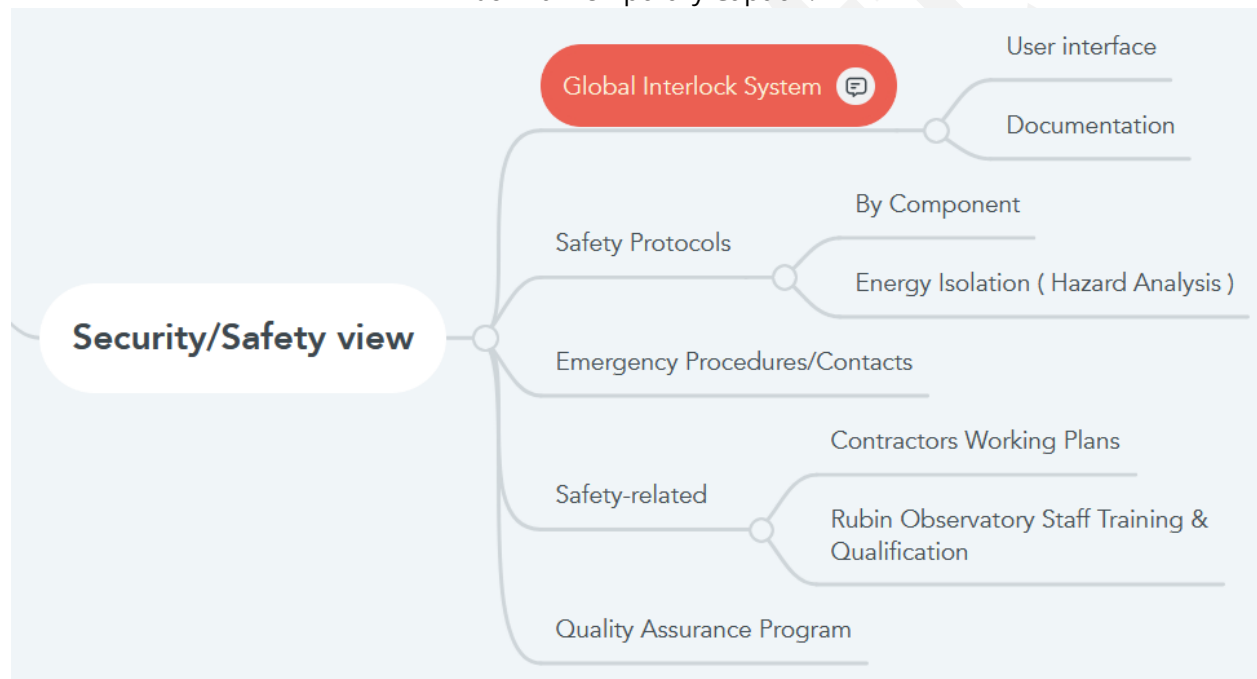 Global Interlock System
User interface
Documentation
Safety Protocols
By Component
Energy Isolation ( Hazard Analysis )
Security/Safety view
Emergency Procedures/Contacts
Safety-related
Contractors Working Plans
Rubin Observatory Staff Training &
Qualification
Quality Assurance Program